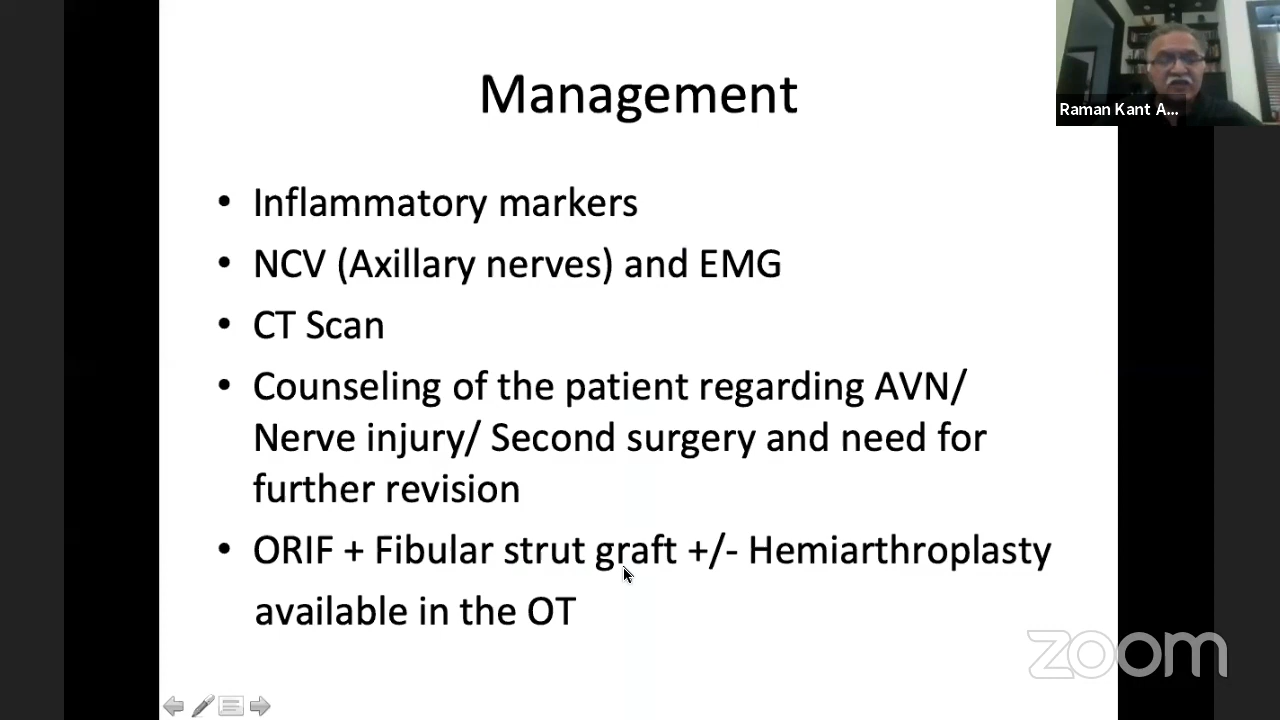 Management
Raman Kant A...
• Inflammatory markers
• NCV (Axillary nerves) and EMG
• CT Scan
• Counseling of the patient regarding AVN/
Nerve injury/ Second surgery and need for
further revision
• ORIF + Fibular strut graft +/- Hemiarthroplasty
available in the OT
zoom